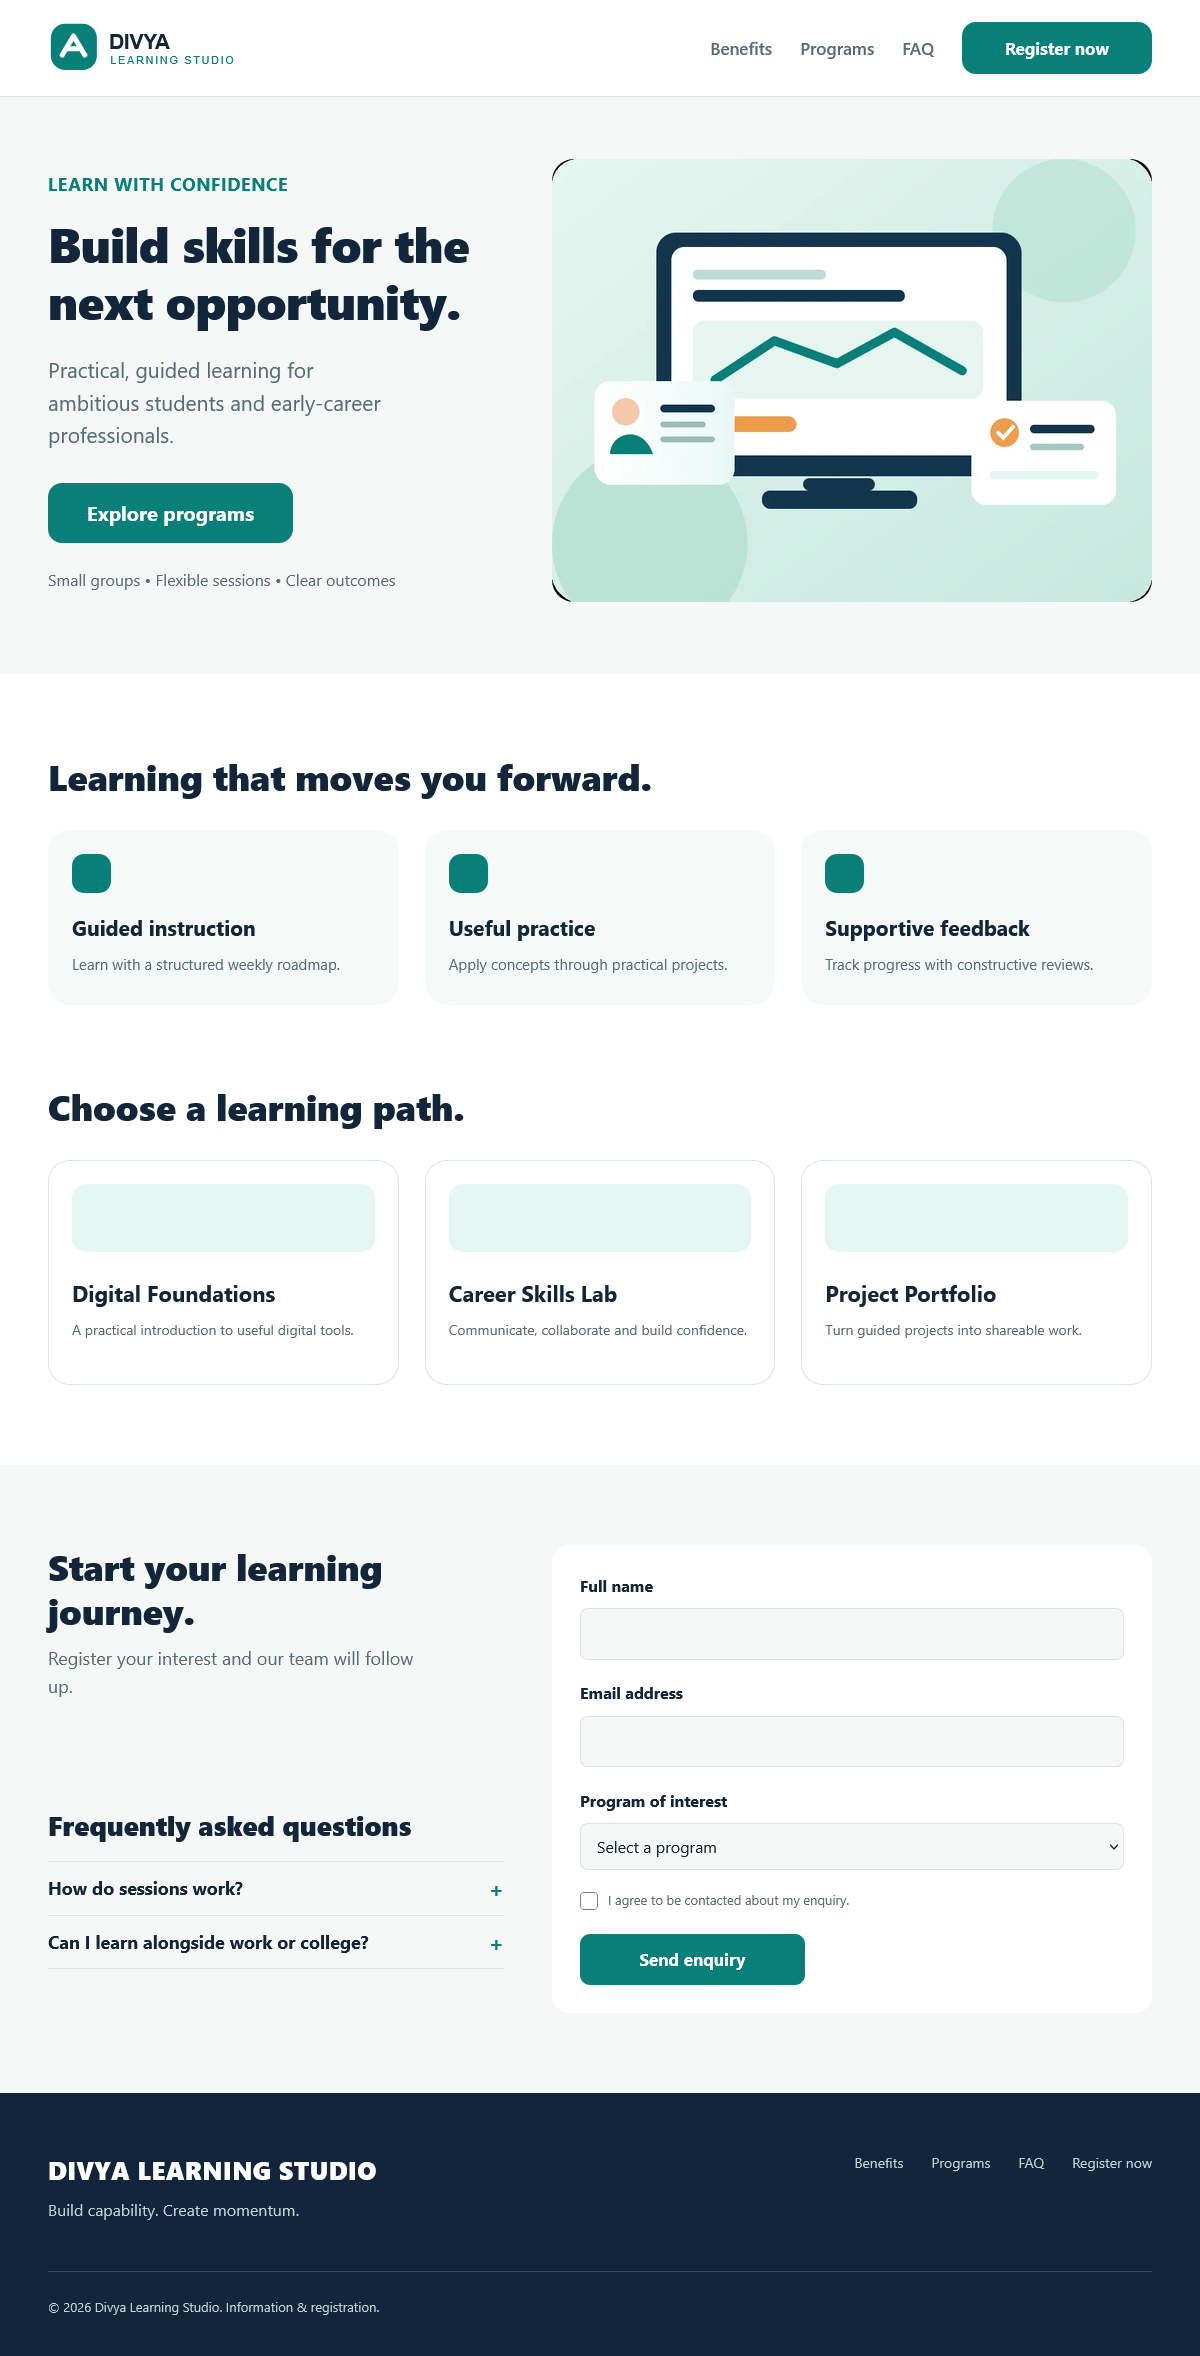 DIVYA
LEARNING STUDIO
Benefits
Programs
FAQ
Register now
LEARN WITH CONFIDENCE
Build skills for the
next opportunity.
Practical, guided learning for
ambitious students and early-career
professionals.
Explore programs
Small groups • Flexible sessions • Clear outcomes
Learning that moves you forward.
Guided instruction
Learn with a structured weekly roadmap.
Useful practice
Apply concepts through practical projects.
Supportive feedback
Track progress with constructive reviews.
Choose a learning path.
Digital Foundations
A practical introduction to useful digital tools.
Career Skills Lab
Communicate, collaborate and build confidence.
Project Portfolio
Turn guided projects into shareable work.
Start your learning
journey.
Register your interest and our team will follow
up.
Frequently asked questions
How do sessions work? +
Can I learn alongside work or college? +
Full name
Email address
Program of interest
Select a program
I agree to be contacted about my enquiry.
Send enquiry
DIVYA LEARNING STUDIO
Build capability. Create momentum.
Benefits
Programs
FAQ
Register now
© 2026 Divya Learning Studio. Information & registration.